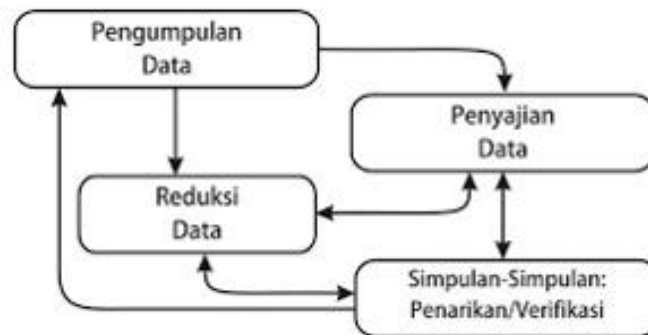 Pengumpulan
Data
Penyajian
Data
Reduksi
Data
Simpulan-Simpulan:
Penarikan/Verifikasi